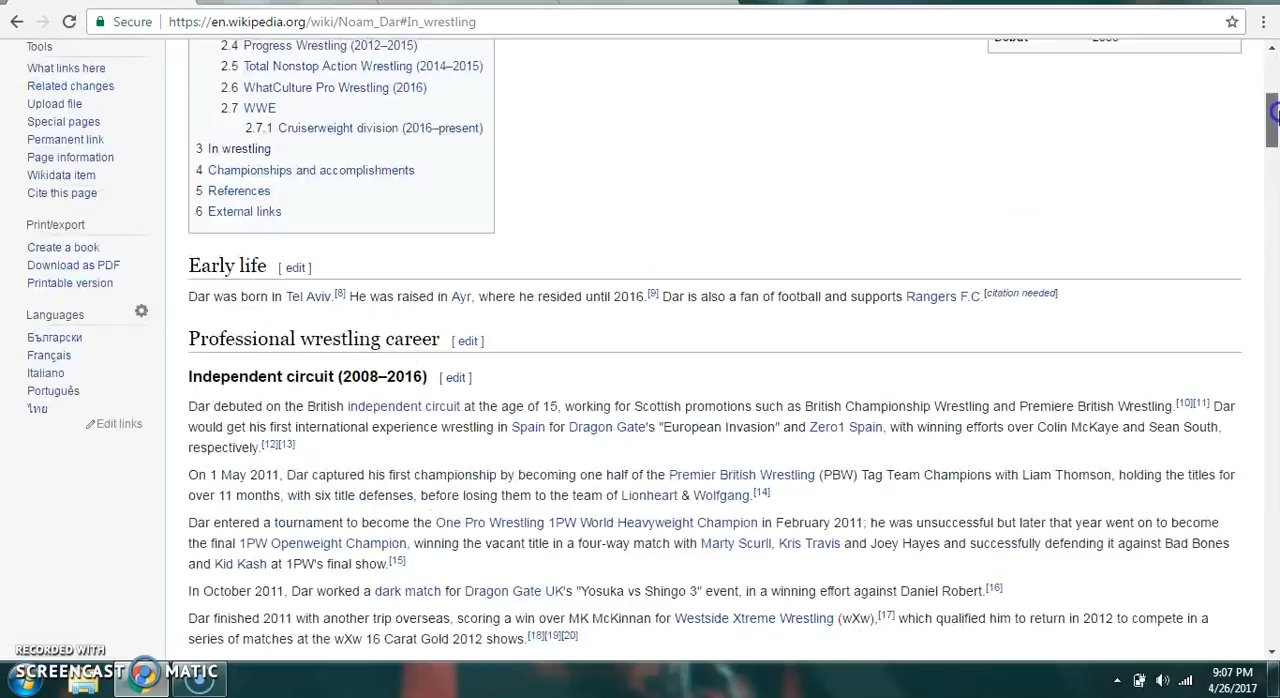 Secure https://en.wikipedia.org/wiki/Noam_Dar#In_wrestling
Tools
What links here
Related changes
Upload file
Special pages
Permanent link
Page information
Wikidata item
Cite this page
Print/export
Create a book
Download as PDF
Printable version
Languages
Български
Français
Italiano
Português
ไทย
Edit links
2.4 Progress Wrestling (2012–2015)
2.5 Total Nonstop Action Wrestling (2014–2015)
2.6 WhatCulture Pro Wrestling (2016)
2.7 WWE
2.7.1 Cruiserweight division (2016–present)
3 In wrestling
4 Championships and accomplishments
5 References
6 External links
Early life [ edit ]
Dar was born in Tel Aviv.[8] He was raised in Ayr, where he resided until 2016.[9] Dar is also a fan of football and supports Rangers F.C.[citation needed]
Professional wrestling career [ edit ]
Independent circuit (2008–2016) [ edit ]
Dar debuted on the British independent circuit at the age of 15, working for Scottish promotions such as British Championship Wrestling and Premiere British Wrestling.[10][11] Dar
would get his first international experience wrestling in Spain for Dragon Gate's "European Invasion" and Zero1 Spain, with winning efforts over Colin McKaye and Sean South,
respectively.[12][13]
On 1 May 2011, Dar captured his first championship by becoming one half of the Premier British Wrestling (PBW) Tag Team Champions with Liam Thomson, holding the titles for
over 11 months, with six title defenses, before losing them to the team of Lionheart & Wolfgang.[14]
Dar entered a tournament to become the One Pro Wrestling 1PW World Heavyweight Champion in February 2011; he was unsuccessful but later that year went on to become
the final 1PW Openweight Champion, winning the vacant title in a four-way match with Marty Scurll, Kris Travis and Joey Hayes and successfully defending it against Bad Bones
and Kid Kash at 1PW's final show.[15]
In October 2011, Dar worked a dark match for Dragon Gate UK's "Yosuka vs Shingo 3" event, in a winning effort against Daniel Robert.[16]
Dar finished 2011 with another trip overseas, scoring a win over MK McKinnan for Westside Xtreme Wrestling (wXw),[17] which qualified him to return in 2012 to compete in a
series of matches at the wXw 16 Carat Gold 2012 shows.[18][19][20]
RECORDED WITH
SCREENCAST MATIC
9:07 PM
4/26/2017